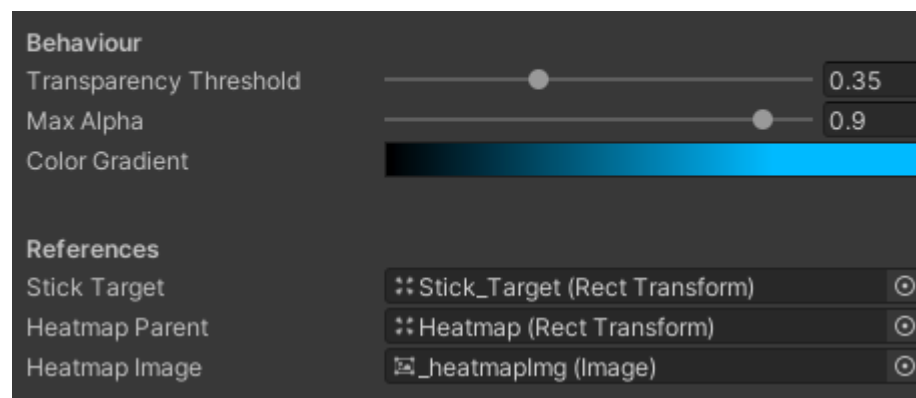 Behaviour
Transparency Threshold 0.35
Max Alpha 0.9
Color Gradient
References
Stick Target Stick_Target (Rect Transform)
Heatmap Parent Heatmap (Rect Transform)
Heatmap Image _heatmapImg (Image)